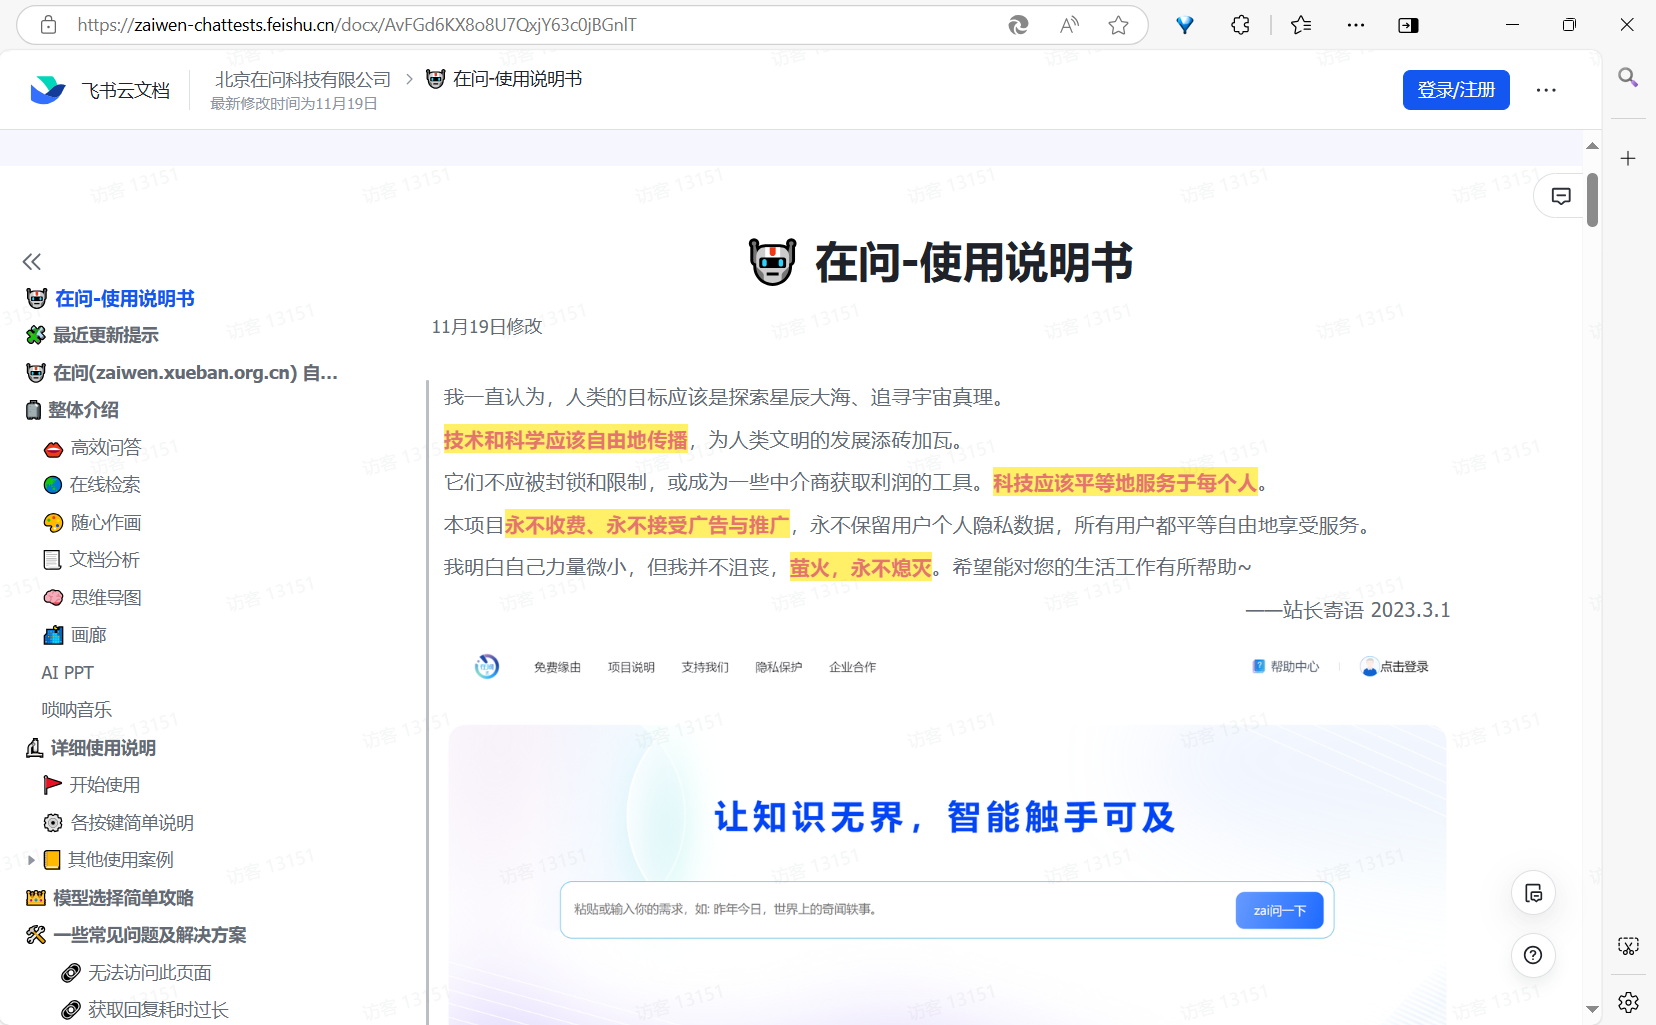 https://zaiwen-chattests.feishu.cn/docx/AvFGd6KX8o8U7QxjY63c0jBGnlT
飞书云文档
北京在问科技有限公司 > 在问-使用说明书
最新修改时间为11月19日
登录/注册
在问-使用说明书
11月19日修改
在问-使用说明书
最近更新提示
在问(zaiwen.xueban.org.cn) 自...
整体介绍
高效问答
在线检索
随心作画
文档分析
思维导图
画廊
AI PPT
唢呐音乐
详细使用说明
开始使用
各按键简单说明
其他使用案例
模型选择简单攻略
一些常见问题及解决方案
无法访问此页面
获取回复耗时过长
我一直认为，人类的目标应该是探索星辰大海、追寻宇宙真理。
技术和科学应该自由地传播，为人类文明的发展添砖加瓦。
它们不应被封锁和限制，或成为一些中介商获取利润的工具。科技应该平等地服务于每个人。
本项目永不收费、永不接受广告与推广，永不保留用户个人隐私数据，所有用户都平等自由地享受服务。
我明白自己力量微小，但我并不沮丧，萤火，永不熄灭。希望能对您的生活工作有所帮助~
——站长寄语 2023.3.1
免费缘由 项目说明 支持我们 隐私保护 企业合作 帮助中心 点击登录
让知识无界，智能触手可及
粘贴或输入你的需求，如: 昨年今日，世界上的奇闻轶事。
zai问一下
访客 13151